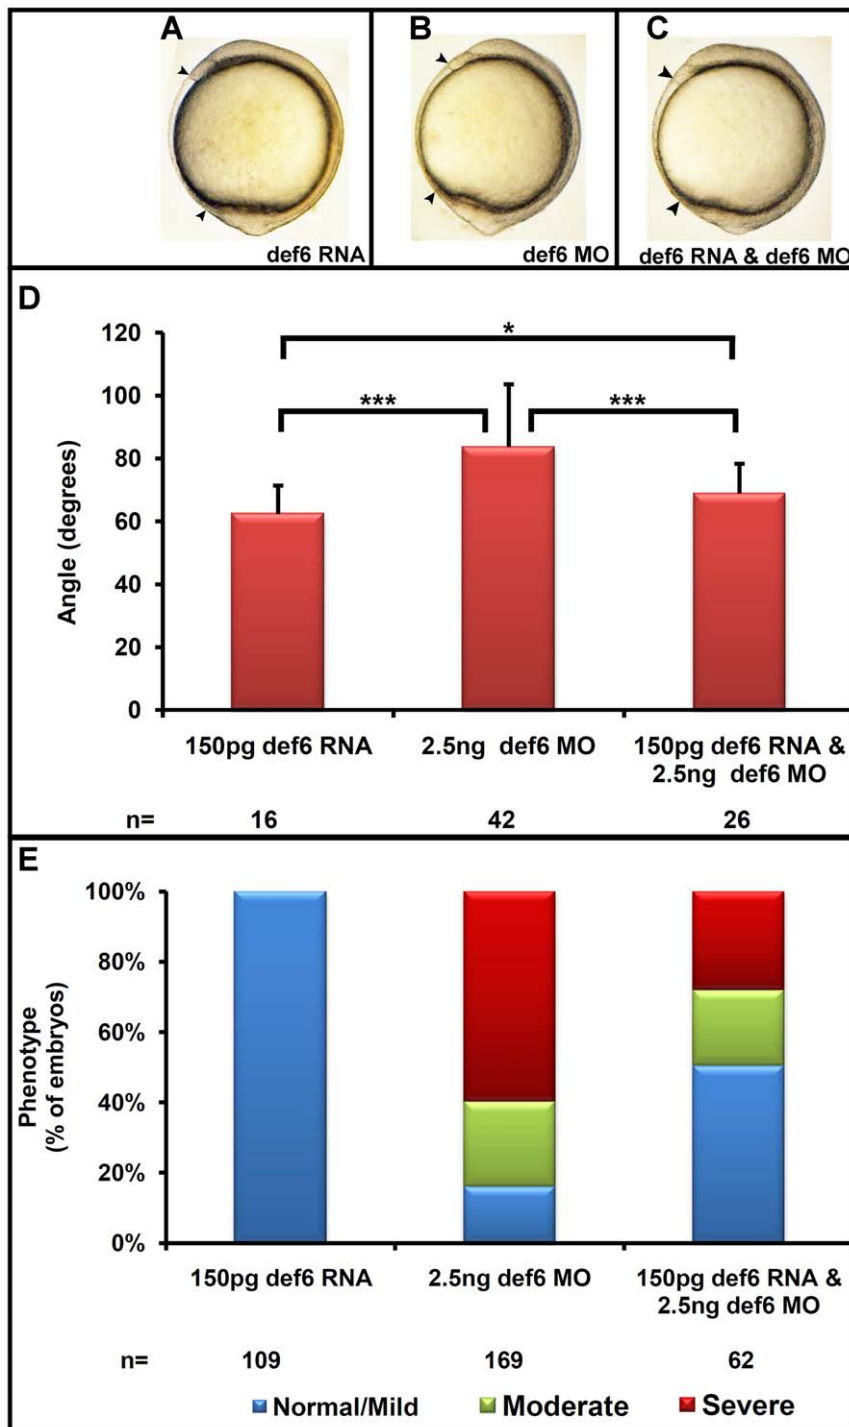 A
B
C
def6 RNA
def6 MO
def6 RNA & def6 MO
D
120
100
80
60
40
20
0
Angle (degrees)
*
***
***
150pg def6 RNA
2.5ng def6 MO
150pg def6 RNA &
2.5ng def6 MO
n= 16 42 26
E
100%
80%
60%
40%
20%
0%
Phenotype
(% of embryos)
150pg def6 RNA
2.5ng def6 MO
150pg def6 RNA &
2.5ng def6 MO
n= 109 169 62
Normal/Mild Moderate Severe